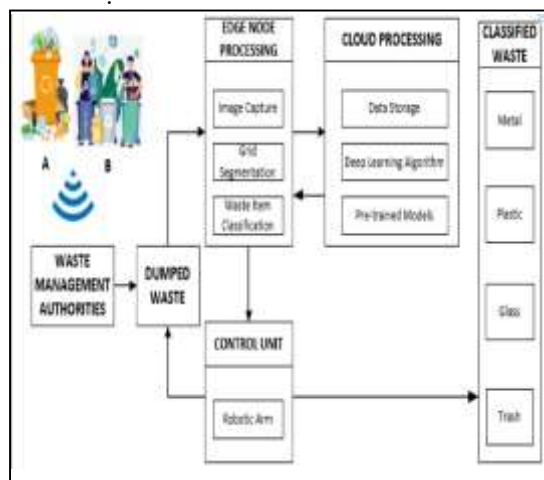 A
B
WASTE
MANAGEMENT
AUTHORITIES
DUMPED
WASTE
EDGE NODE
PROCESSING
Image Capture
Grid
Segmentation
Waste Item
Classification
CLOUD PROCESSING
Data Storage
Deep Learning Algorithm
Pre-trained Models
CONTROL UNIT
Robotic Arm
CLASSIFIED
WASTE
Metal
Plastic
Glass
Trash